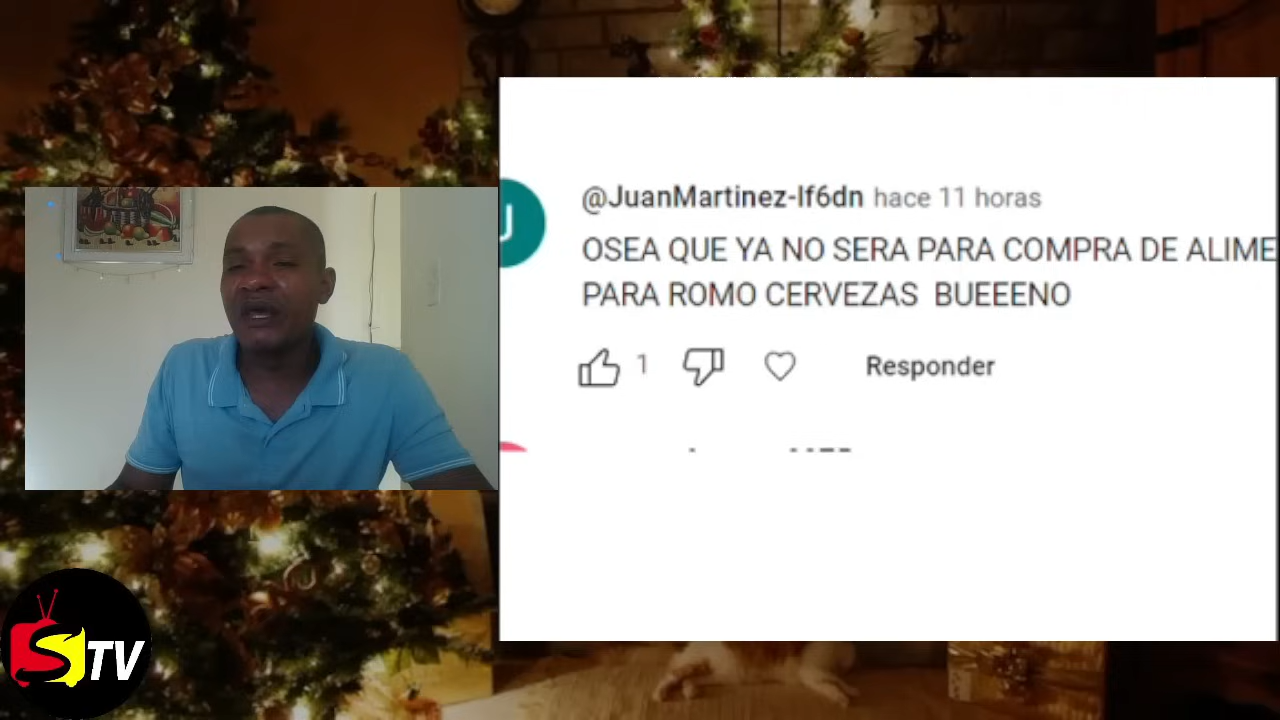 @JuanMartinez-lf6dn hace 11 horas
OSEA QUE YA NO SERA PARA COMPRA DE ALIME
PARA ROMO CERVEZAS BUEEENO
1
Responder
J
STV